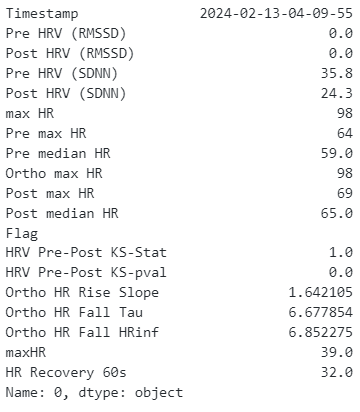 Timestamp 2024-02-13-04-09-55
Pre HRV (RMSSD) 0.0
Post HRV (RMSSD) 0.0
Pre HRV (SDNN) 35.8
Post HRV (SDNN) 24.3
max HR 98
Pre max HR 64
Pre median HR 59.0
Ortho max HR 98
Post max HR 69
Post median HR 65.0
Flag
HRV Pre-Post KS-Stat 1.0
HRV Pre-Post KS-pval 0.0
Ortho HR Rise Slope 1.642105
Ortho HR Fall Tau 6.677854
Ortho HR Fall HRinf 6.852275
maxHR 39.0
HR Recovery 60s 32.0
Name: 0, dtype: object